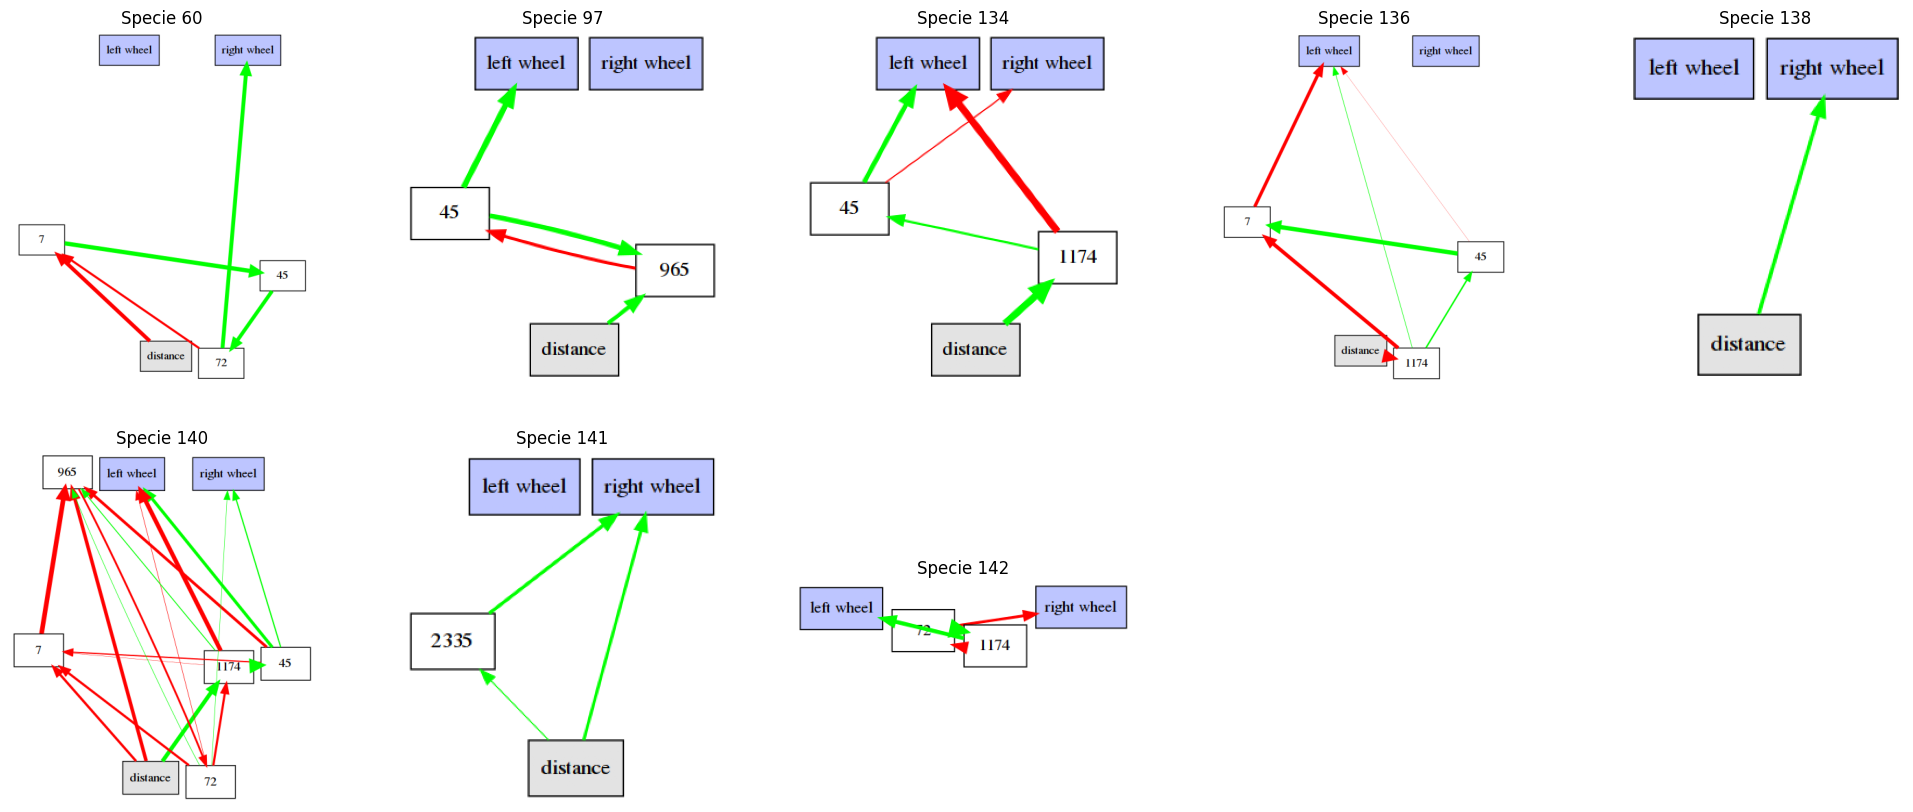 Specie 60
left wheel
right wheel
7
45
distance
72
Specie 97
left wheel
right wheel
45
965
distance
Specie 134
left wheel
right wheel
45
1174
distance
Specie 136
left wheel
right wheel
7
45
distance
1174
Specie 138
left wheel
right wheel
distance
Specie 140
965
left wheel
right wheel
7
1174
45
distance
72
Specie 141
left wheel
right wheel
2335
distance
Specie 142
left wheel
72
right wheel
1174